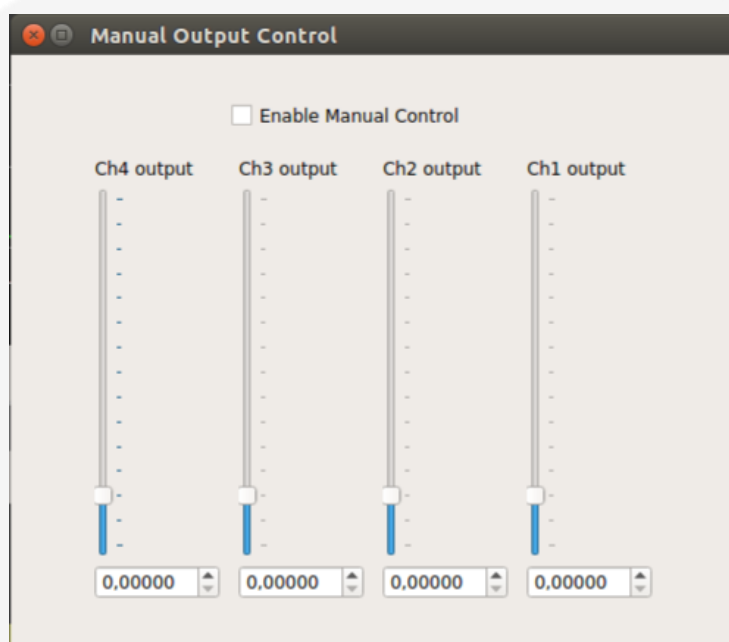 Manual Output Control
Enable Manual Control
Ch4 output Ch3 output Ch2 output Ch1 output
0,00000 0,00000 0,00000 0,00000